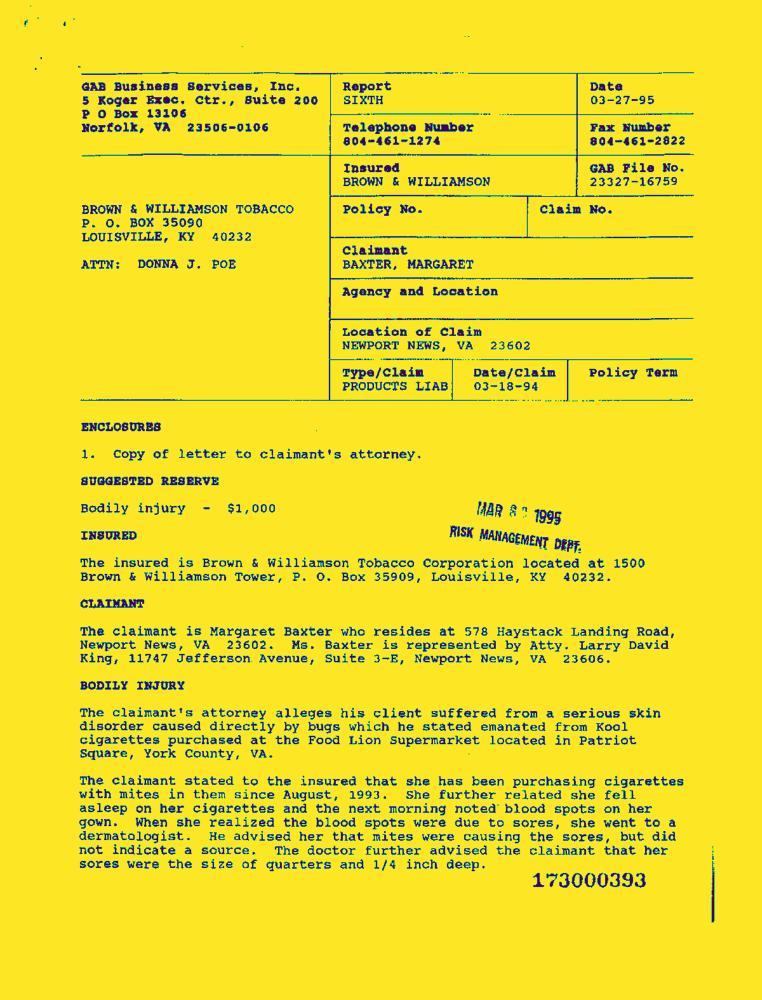 GAB Business Services, Inc.
5 Koger Exec. Ctr., Suite 200
P O Box 13106
Norfolk, VA 23506-0106
Report
SIXTH
Date
03-27-95
Telephone Number
804-461-1274
Fax Number
804-461-2822
Insured
BROWN & WILLIAMSON
GAB File No.
23327-16759
BROWN & WILLIAMSON TOBACCO
P. O. BOX 35090
LOUISVILLE, KY 40232
ATTN: DONNA J. POE
Policy No.
Claim No.
Claimant
BAXTER, MARGARET
Agency and Location
Location of Claim
NEWPORT NEWS, VA 23602
Type/Claim
PRODUCTS LIAB
Date/Claim
03-18-94
Policy Term
ENCLOSURES
1. Copy of letter to claimant's attorney.
SUGGESTED RESERVE
Bodily injury - $1,000
MAR 1995
RISK MANAGEMENT DEPT.
INSURED
The insured is Brown & Williamson Tobacco Corporation located at 1500
Brown & Williamson Tower, P. O. Box 35909, Louisville, KY 40232.
CLAIMANT
The claimant is Margaret Baxter who resides at 578 Haystack Landing Road,
Newport News, VA 23602. Ms. Baxter is represented by Atty. Larry David
King, 11747 Jefferson Avenue, Suite 3-E, Newport News, VA 23606.
BODILY INJURY
The claimant's attorney alleges his client suffered from a serious skin
disorder caused directly by bugs which he stated emanated from Kool
cigarettes purchased at the Food Lion Supermarket located in Patriot
Square, York County, VA.
The claimant stated to the insured that she has been purchasing cigarettes
with mites in them since August, 1993. She further related she fell
asleep on her cigarettes and the next morning noted blood spots on her
gown. When she realized the blood spots were due to sores, she went to a
dermatologist. He advised her that mites were causing the sores, but did
not indicate a source. The doctor further advised the claimant that her
sores were the size of quarters and 1/4 inch deep.
173000393